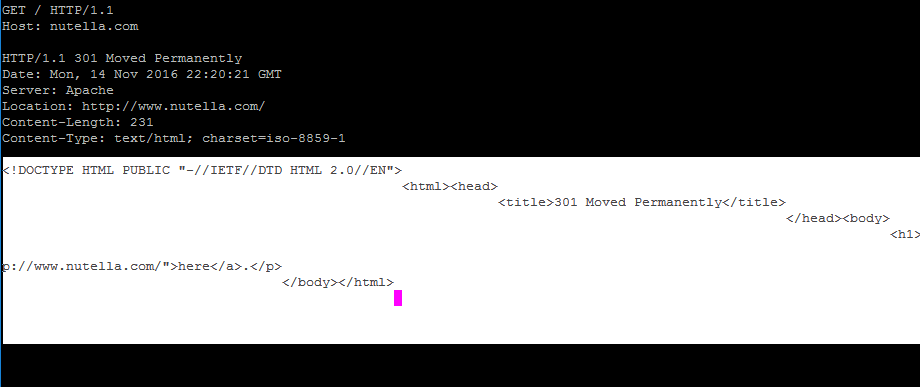 GET / HTTP/1.1
Host: nutella.com
HTTP/1.1 301 Moved Permanently
Date: Mon, 14 Nov 2016 22:20:21 GMT
Server: Apache
Location: http://www.nutella.com/
Content-Length: 231
Content-Type: text/html; charset=iso-8859-1
<!DOCTYPE HTML PUBLIC "-//IETF//DTD HTML 2.0//EN">
<html><head>
<title>301 Moved Permanently</title>
</head><body>
<h1>
p://www.nutella.com/">here</a>.</p>
</body></html>